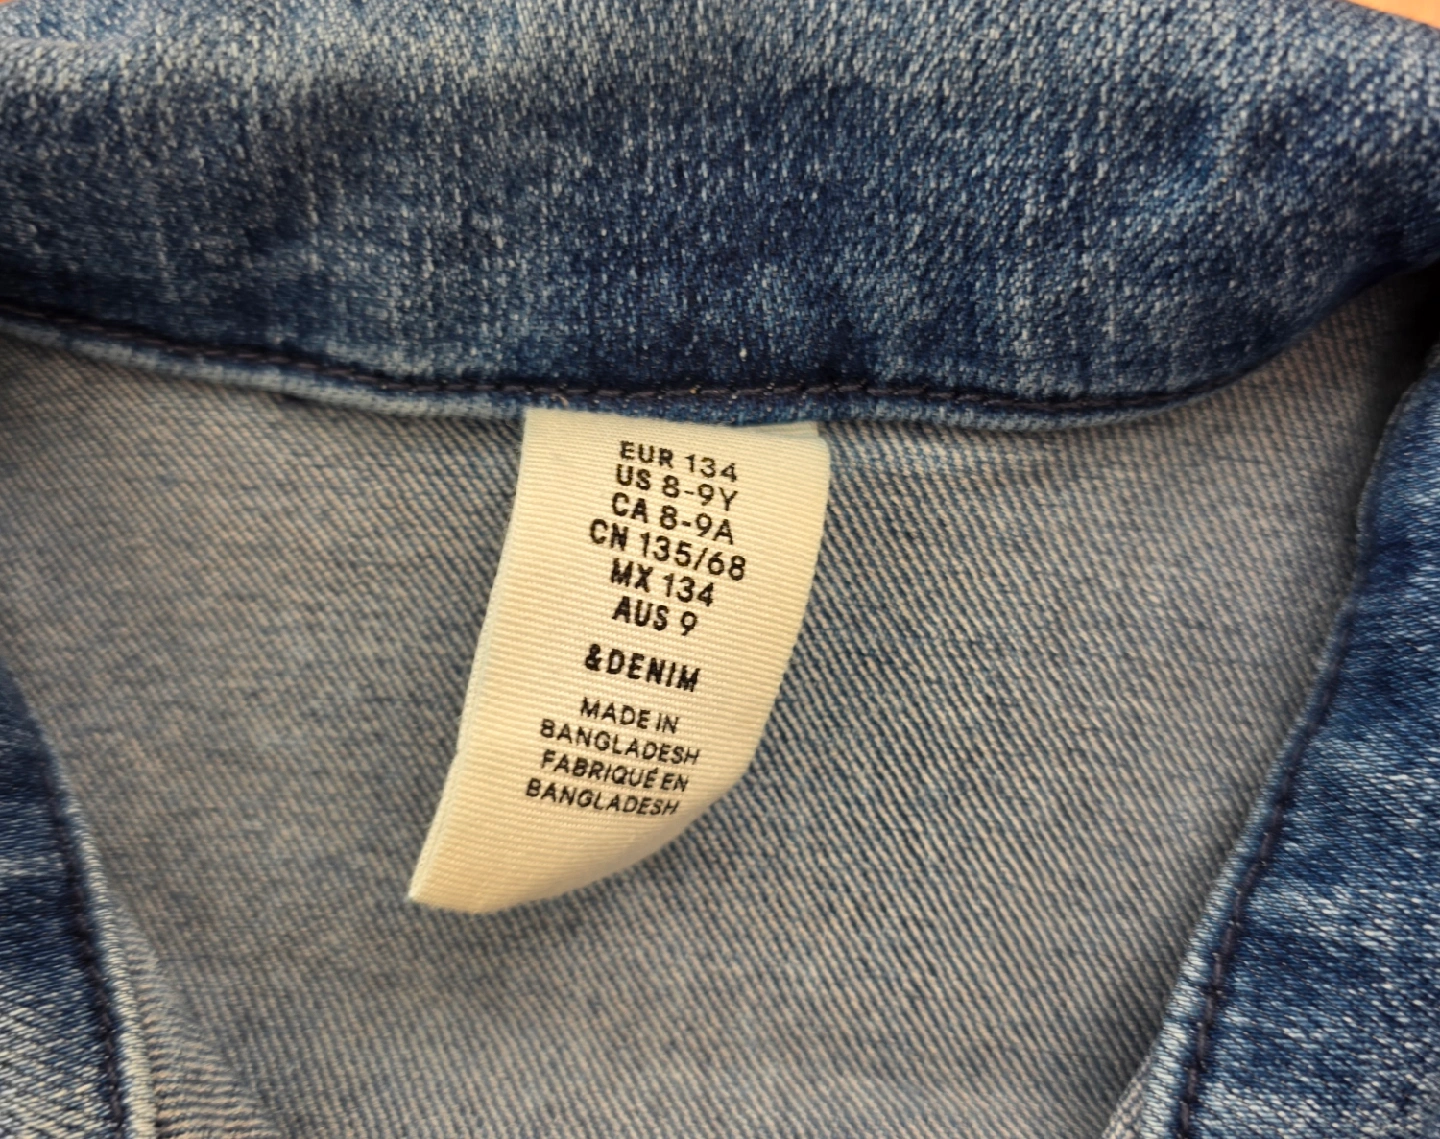 EUR 134
US 8-9Y
CA 8-9A
CN 135/68
MX 134
AUS 9
&DENIM
MADE IN
BANGLADESH
FABRIQUÉ EN
BANGLADESH